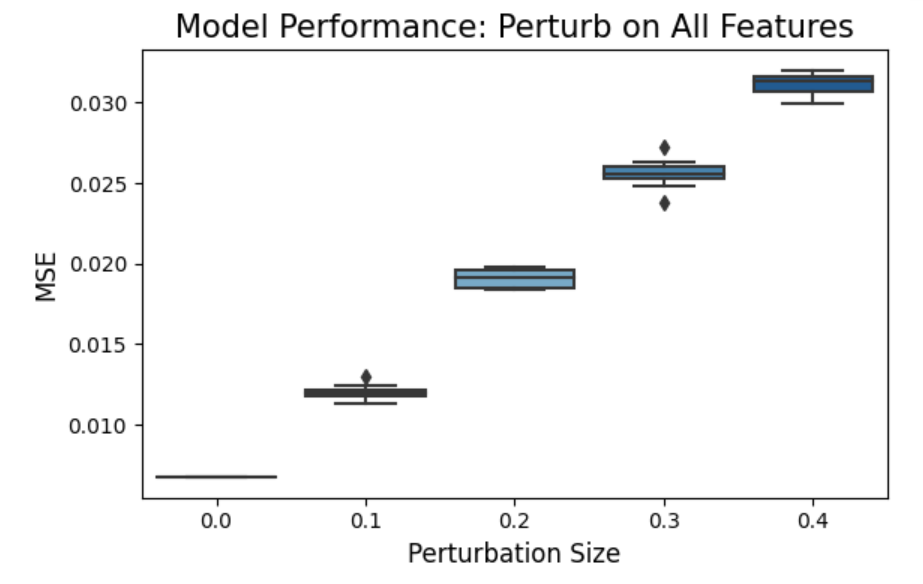 Model Performance: Perturb on All Features
0.030
0.025
0.020
0.015
0.010
MSE
0.0 0.1 0.2 0.3 0.4
Perturbation Size